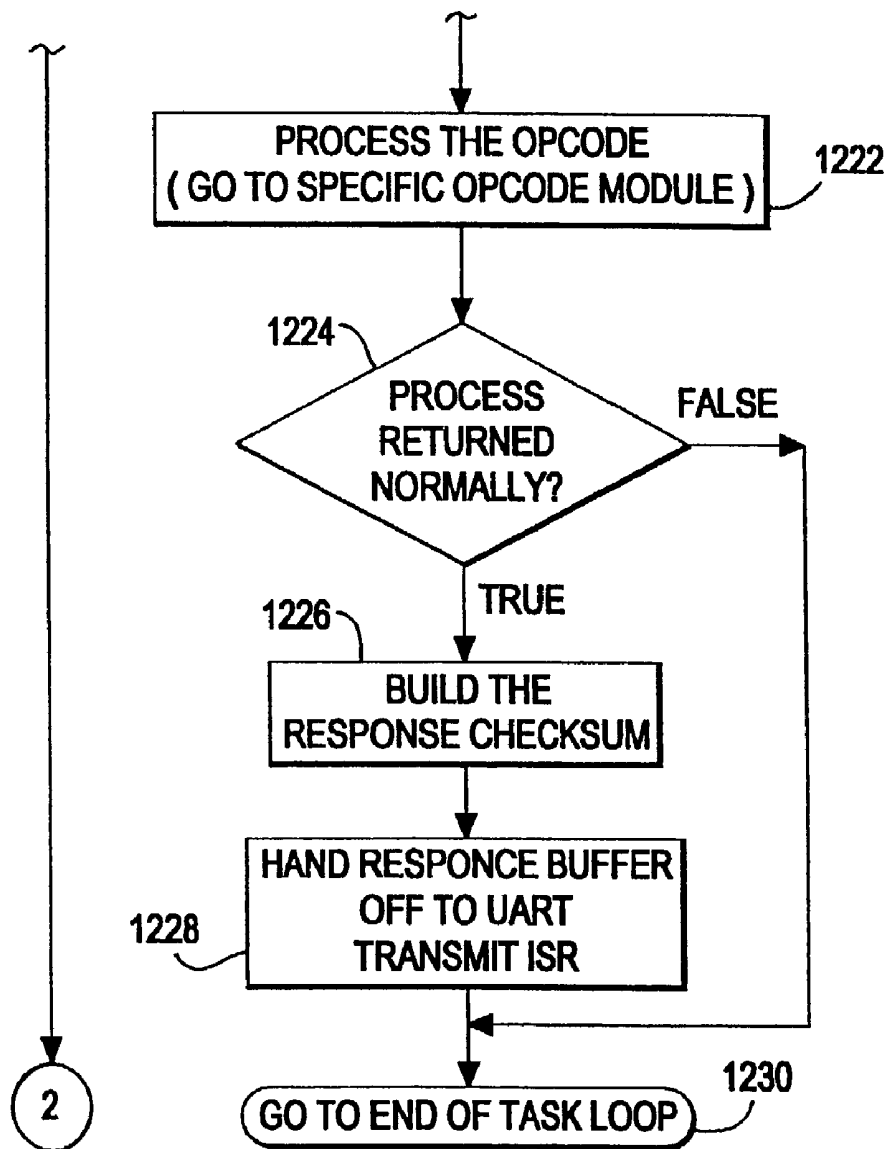 PROCESS THE OPCODE
( GO TO SPECIFIC OPCODE MODULE )
1222
1224
PROCESS
RETURNED
NORMALLY?
FALSE
TRUE
1226
BUILD THE
RESPONSE CHECKSUM
HAND RESPONCE BUFFER
OFF TO UART
TRANSMIT ISR
1228
2
GO TO END OF TASK LOOP
1230